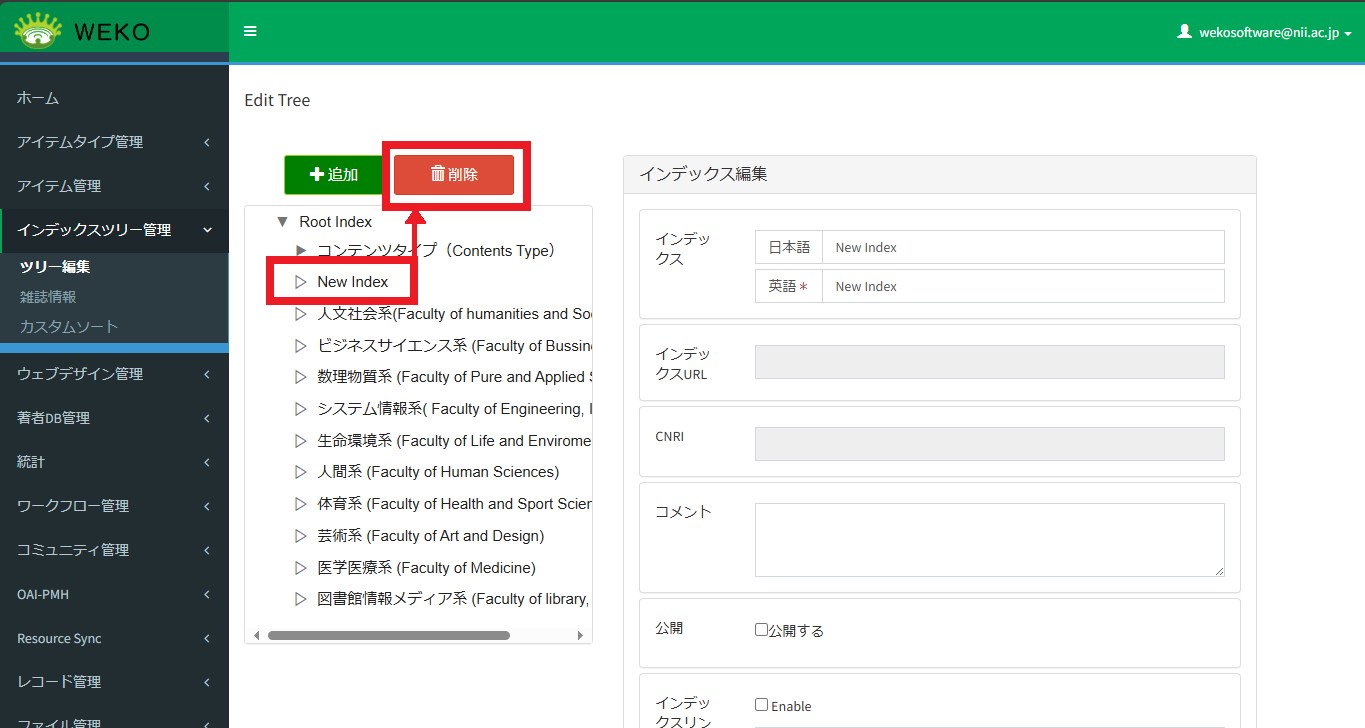 WEKO
wekosoftware@nii.ac.jp
ホーム
アイテムタイプ管理
アイテム管理
インデックスツリー管理
ツリー編集
雑誌情報
カスタムソート
ウェブデザイン管理
著者DB管理
統計
ワークフロー管理
コミュニティ管理
OAI-PMH
Resource Sync
レコード管理
ファイル管理
Edit Tree
追加
削除
Root Index
コンテンツタイプ（Contents Type）
New Index
人文社会系(Faculty of humanities and So
ビジネスサイエンス系 (Faculty of Bussin
数理物質系 (Faculty of Pure and Applied S
システム情報系( Faculty of Engineering, I
生命環境系 (Faculty of Life and Envirome
人間系 (Faculty of Human Sciences)
体育系 (Faculty of Health and Sport Scien
芸術系 (Faculty of Art and Design)
医学医療系 (Faculty of Medicine)
図書館情報メディア系 (Faculty of library,
インデックス編集
インデッ
クス
日本語 New Index
英語 * New Index
インデッ
クスURL
CNRI
コメント
公開
公開する
インデッ
クスリン
Enable